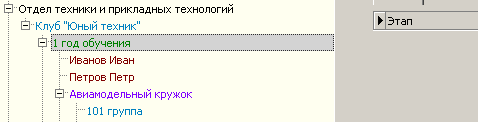 Отдел техники и прикладных технологий
Клуб "Юный техник"
1 год обучения
Этап
Иванов Иван
Петров Петр
Авиамодельный кружок
101 группа